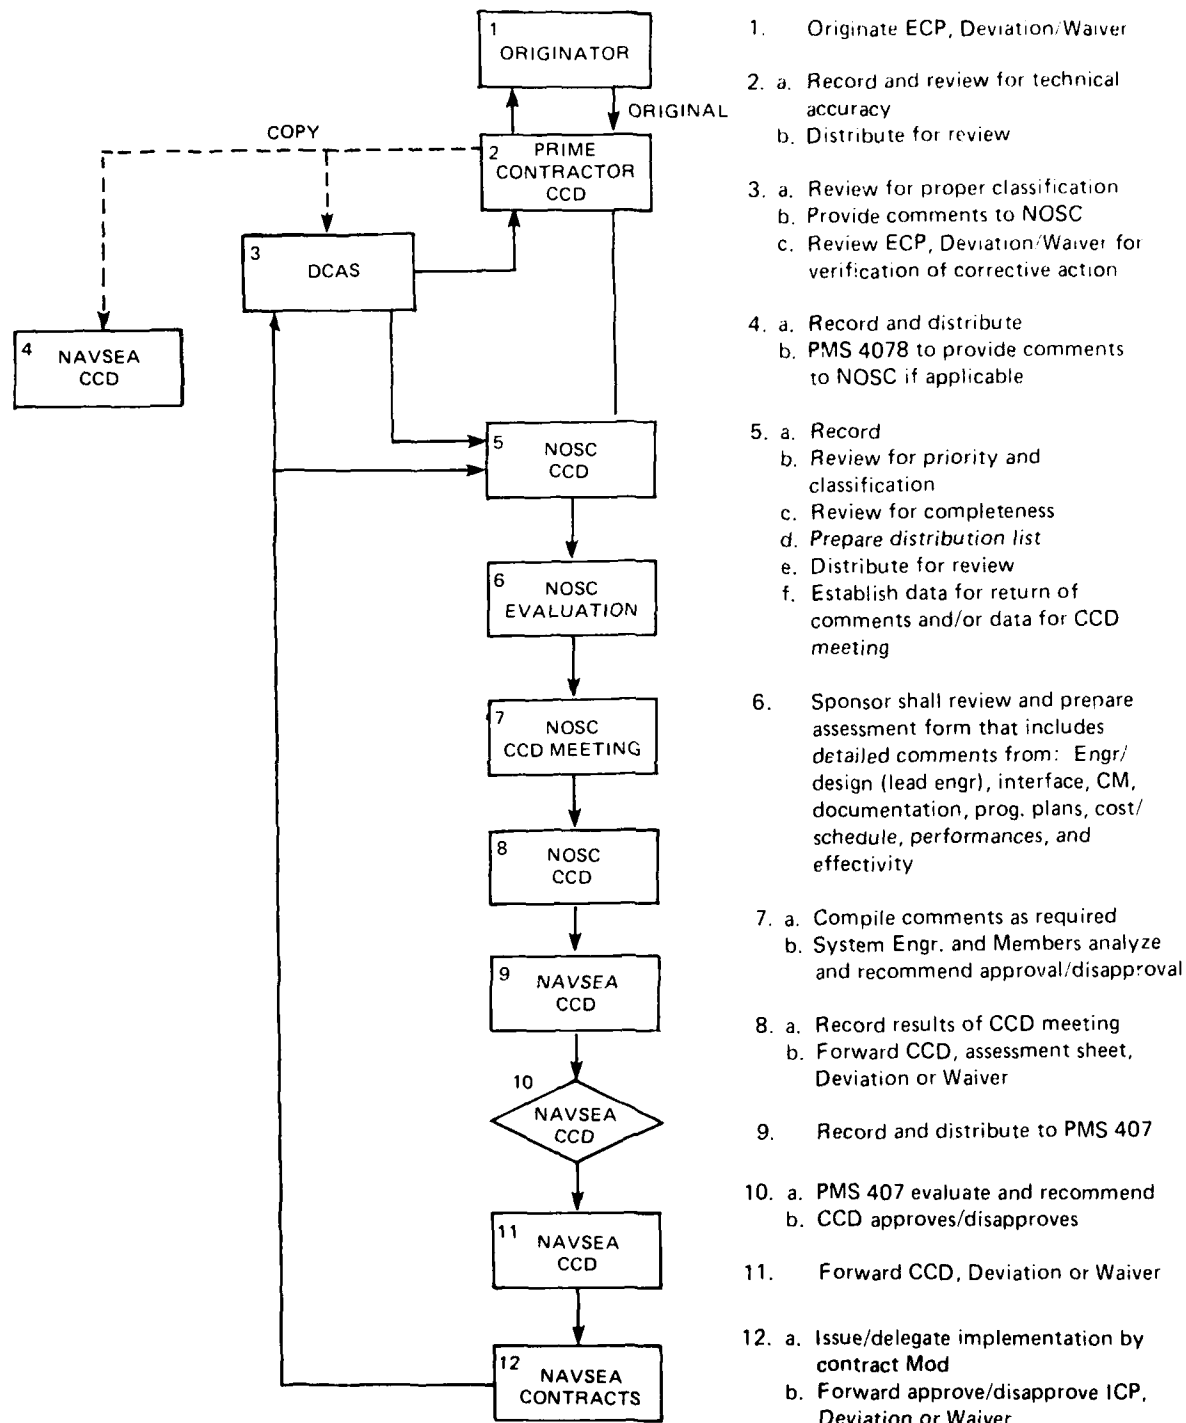 1
ORIGINATOR
ORIGINAL
COPY
2 PRIME
CONTRACTOR
CCD
3
DCAS
4 NAVSEA
CCD
5 NOSC
CCD
6 NOSC
EVALUATION
7 NOSC
CCD MEETING
8 NOSC
CCD
9 NAVSEA
CCD
10
NAVSEA
CCD
11 NAVSEA
CCD
12 NAVSEA
CONTRACTS
1. Originate ECP, Deviation/Waiver
2. a. Record and review for technical
accuracy
b. Distribute for review
3. a. Review for proper classification
b. Provide comments to NOSC
c. Review ECP, Deviation/Waiver for
verification of corrective action
4. a. Record and distribute
b. PMS 4078 to provide comments
to NOSC if applicable
5. a. Record
b. Review for priority and
classification
c. Review for completeness
d. Prepare distribution list
e. Distribute for review
f. Establish data for return of
comments and/or data for CCD
meeting
6. Sponsor shall review and prepare
assessment form that includes
detailed comments from: Engr/
design (lead engr), interface, CM,
documentation, prog. plans, cost/
schedule, performances, and
effectivity
7. a. Compile comments as required
b. System Engr. and Members analyze
and recommend approval/disapproval
8. a. Record results of CCD meeting
b. Forward CCD, assessment sheet,
Deviation or Waiver
9. Record and distribute to PMS 407
10. a. PMS 407 evaluate and recommend
b. CCD approves/disapproves
11. Forward CCD, Deviation or Waiver
12. a. Issue/delegate implementation by
contract Mod
b. Forward approve/disapprove ICP,
Deviation or Waiver